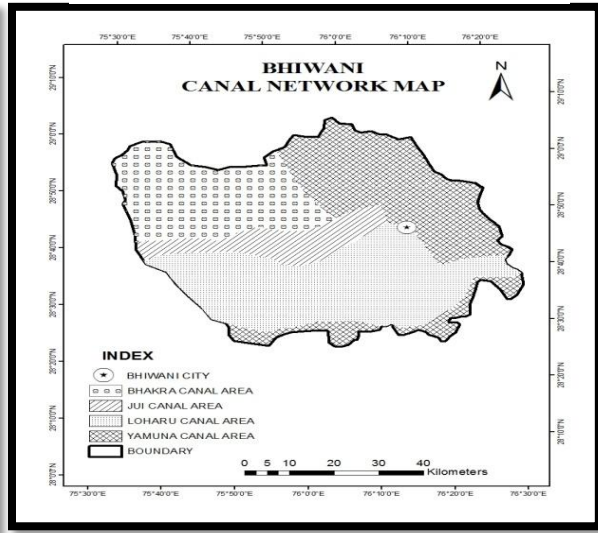 75°30'0"E 75°40'0"E 75°50'0"E 76°0'0"E 76°10'0"E 76°20'0"E
BHIWANI
CANAL NETWORK MAP
N
29°0'0"N
28°50'0"N
28°40'0"N
28°30'0"N
28°20'0"N
28°10'0"N
28°0'0"N
INDEX
BHIWANI CITY
BHAKRA CANAL AREA
JUI CANAL AREA
LOHARU CANAL AREA
YAMUNA CANAL AREA
BOUNDARY
0 5 10 20 30 40
Kilometers
75°30'0"E 75°40'0"E 75°50'0"E 76°0'0"E 76°10'0"E 76°20'0"E 76°30'0"E